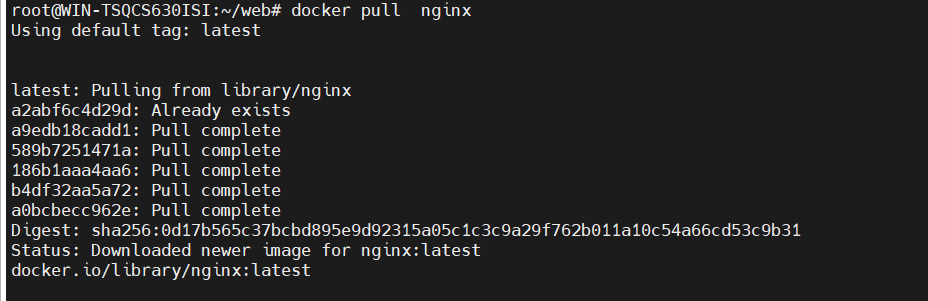 root@WIN-TSQCS630ISI:~/web# docker pull  nginx
Using default tag: latest
latest: Pulling from library/nginx
a2abf6c4d29d: Already exists
a9edb18cadd1: Pull complete
589b7251471a: Pull complete
186b1aaa4aa6: Pull complete
b4df32aa5a72: Pull complete
a0bcbecc962e: Pull complete
Digest: sha256:0d17b565c37bcbd895e9d92315a05c1c3c9a29f762b011a10c54a66cd53c9b31
Status: Downloaded newer image for nginx:latest
docker.io/library/nginx:latest